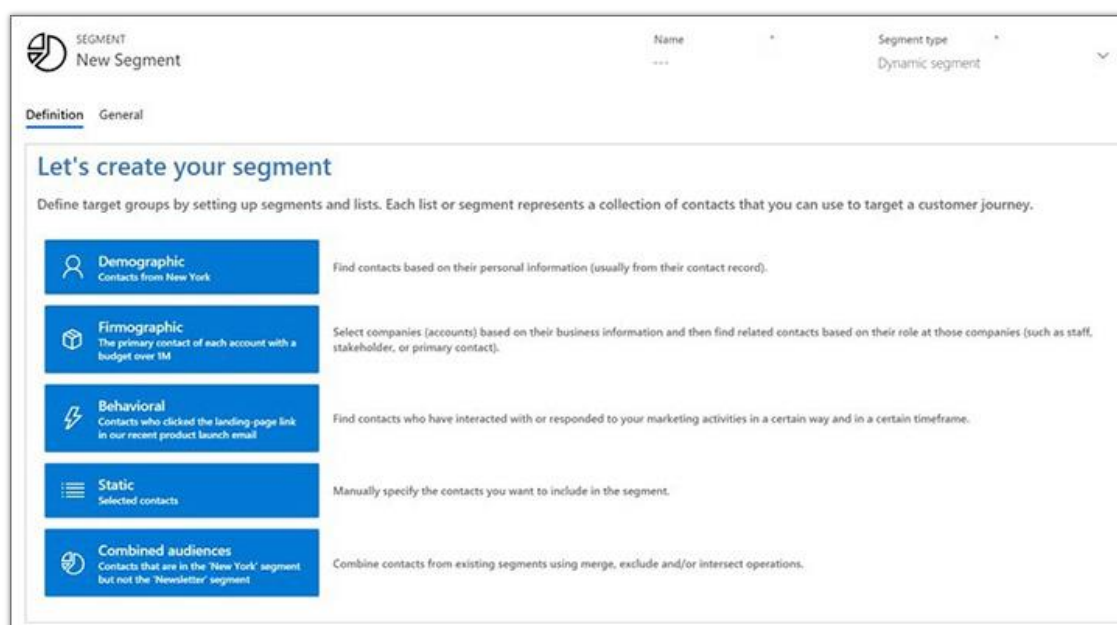 SEGMENT
New Segment
Name *
---
Segment type *
Dynamic segment
Definition General
Let's create your segment
Define target groups by setting up segments and lists. Each list or segment represents a collection of contacts that you can use to target a customer journey.
Demographic
Contacts from New York
Find contacts based on their personal information (usually from their contact record).
Firmographic
The primary contact of each account with a
budget over 1M
Select companies (accounts) based on their business information and then find related contacts based on their role at those companies (such as staff,
stakeholder, or primary contact).
Behavioral
Contacts who clicked the landing-page link
in our recent product launch email
Find contacts who have interacted with or responded to your marketing activities in a certain way and in a certain timeframe.
Static
Selected contacts
Manually specify the contacts you want to include in the segment.
Combined audiences
Contacts that are in the 'New York' segment
but not the 'Newsletter' segment
Combine contacts from existing segments using merge, exclude and/or intersect operations.